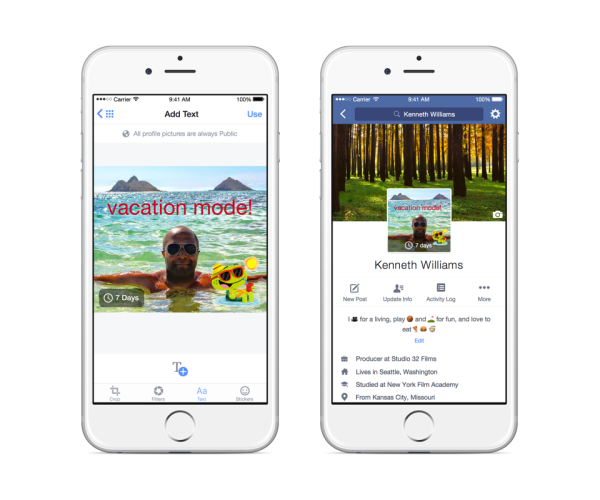 Carrier 9:41 AM 100%
Add Text Use
All profile pictures are always Public
vacation mode!
7 Days
T
Crop Filters Aa Text Stickers
Carrier 9:41 AM 100%
Kenneth Williams
vacation mode!
7 days
Kenneth Williams
New Post Update Info Activity Log More
I 🎥 for a living, play 🏀 and ⛳ for fun, and love to
eat 🍕 🍔 🍜
Edit
Producer at Studio 32 Films
Lives in Seattle, Washington
Studied at New York Film Academy
From Kansas City, Missouri